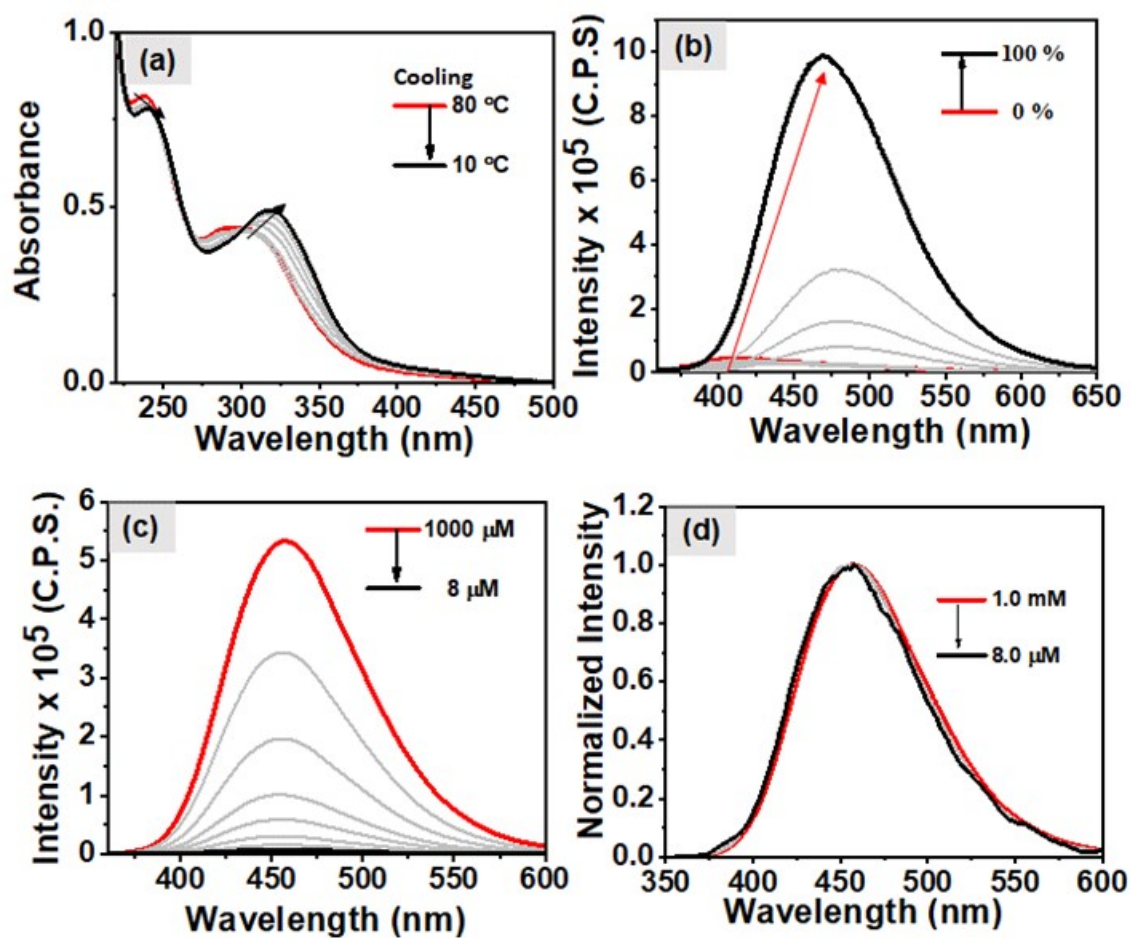 (a)
Cooling
80 °C
10 °C
1.0
0.5
0.0
Absorbance
250 300 350 400 450 500
Wavelength (nm)
(b)
100 %
0 %
10
8
6
4
2
0
Intensity x 10⁵ (C.P.S)
400 450 500 550 600 650
Wavelength (nm)
(c)
1000 µM
8 µM
6
5
4
3
2
1
0
Intensity x 10⁵ (C.P.S.)
400 450 500 550 600
Wavelength (nm)
(d)
1.0 mM
8.0 µM
1.2
1.0
0.8
0.6
0.4
0.2
0.0
Normalized Intensity
350 400 450 500 550 600
Wavelength (nm)